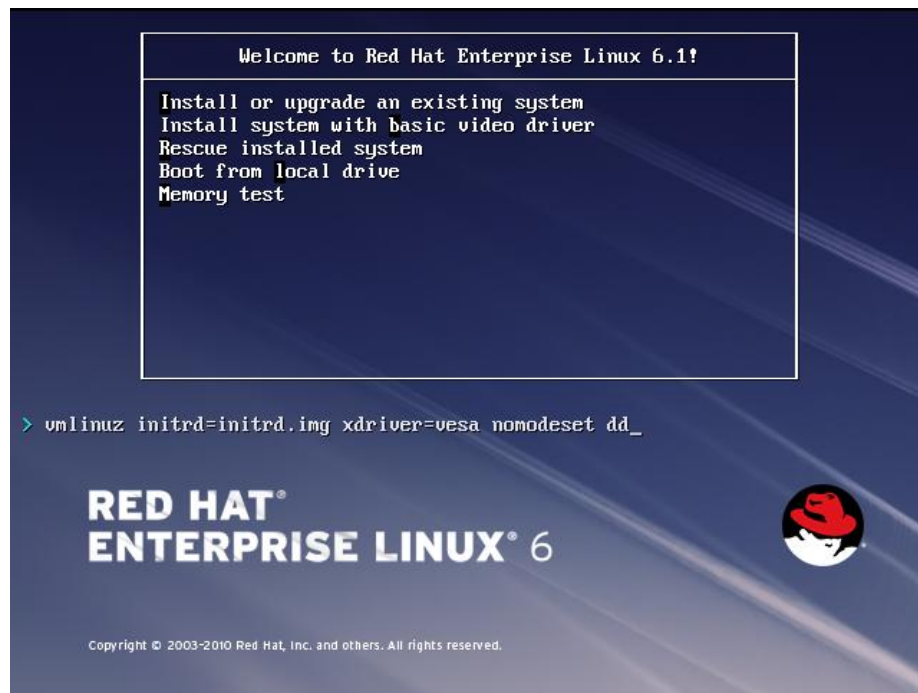 Welcome to Red Hat Enterprise Linux 6.1!
Install or upgrade an existing system
Install system with basic video driver
Rescue installed system
Boot from local drive
Memory test
> vmlinuz initrd=initrd.img xdriver=vesa nomodeset dd_
RED HAT®
ENTERPRISE LINUX® 6
Copyright © 2003-2010 Red Hat, Inc. and others. All rights reserved.